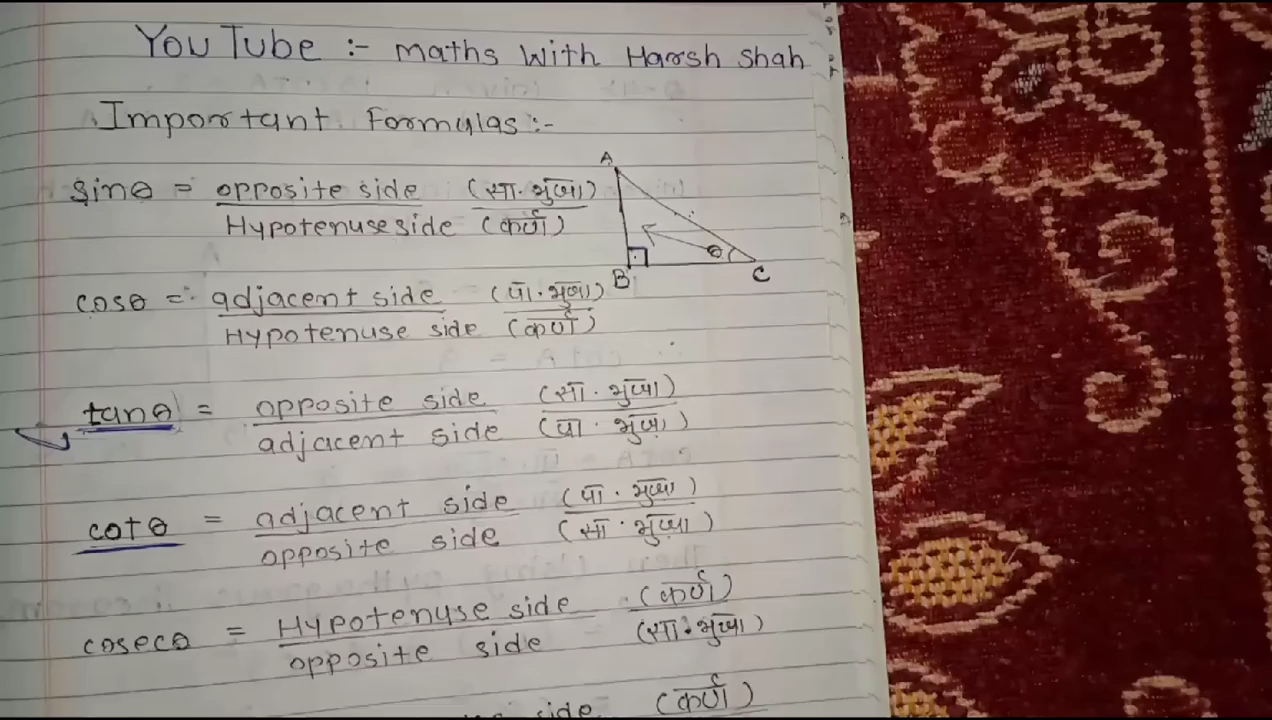 YouTube :- Maths With Harsh Shah
Important Formulas :-
sinθ = opposite side (सा. भुजा)
Hypotenuse side (कर्ण)
A
B
C
θ
cosθ = adjacent side (पा. भुजा)
Hypotenuse side (कर्ण)
tanθ = opposite side (सा. भुजा)
adjacent side (पा. भुजा)
cotθ = adjacent side (पा. भुजा)
opposite side (सा. भुजा)
cosecθ = Hypotenuse side (कर्ण)
opposite side (सा. भुजा)
side (कर्ण)